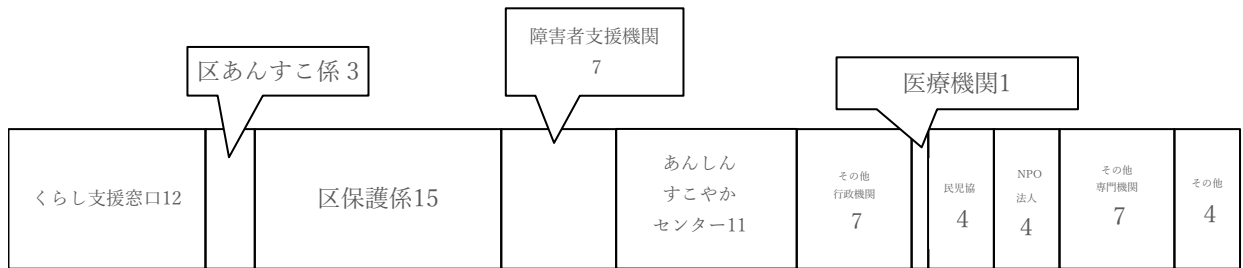 くらし支援窓口12
区あんすこ係 3
区保護係15
障害者支援機関
7
あんしん
すこやか
センター11
その他
行政機関
7
医療機関1
民児協
4
NPO
法人
4
その他
専門機関
7
その他
4